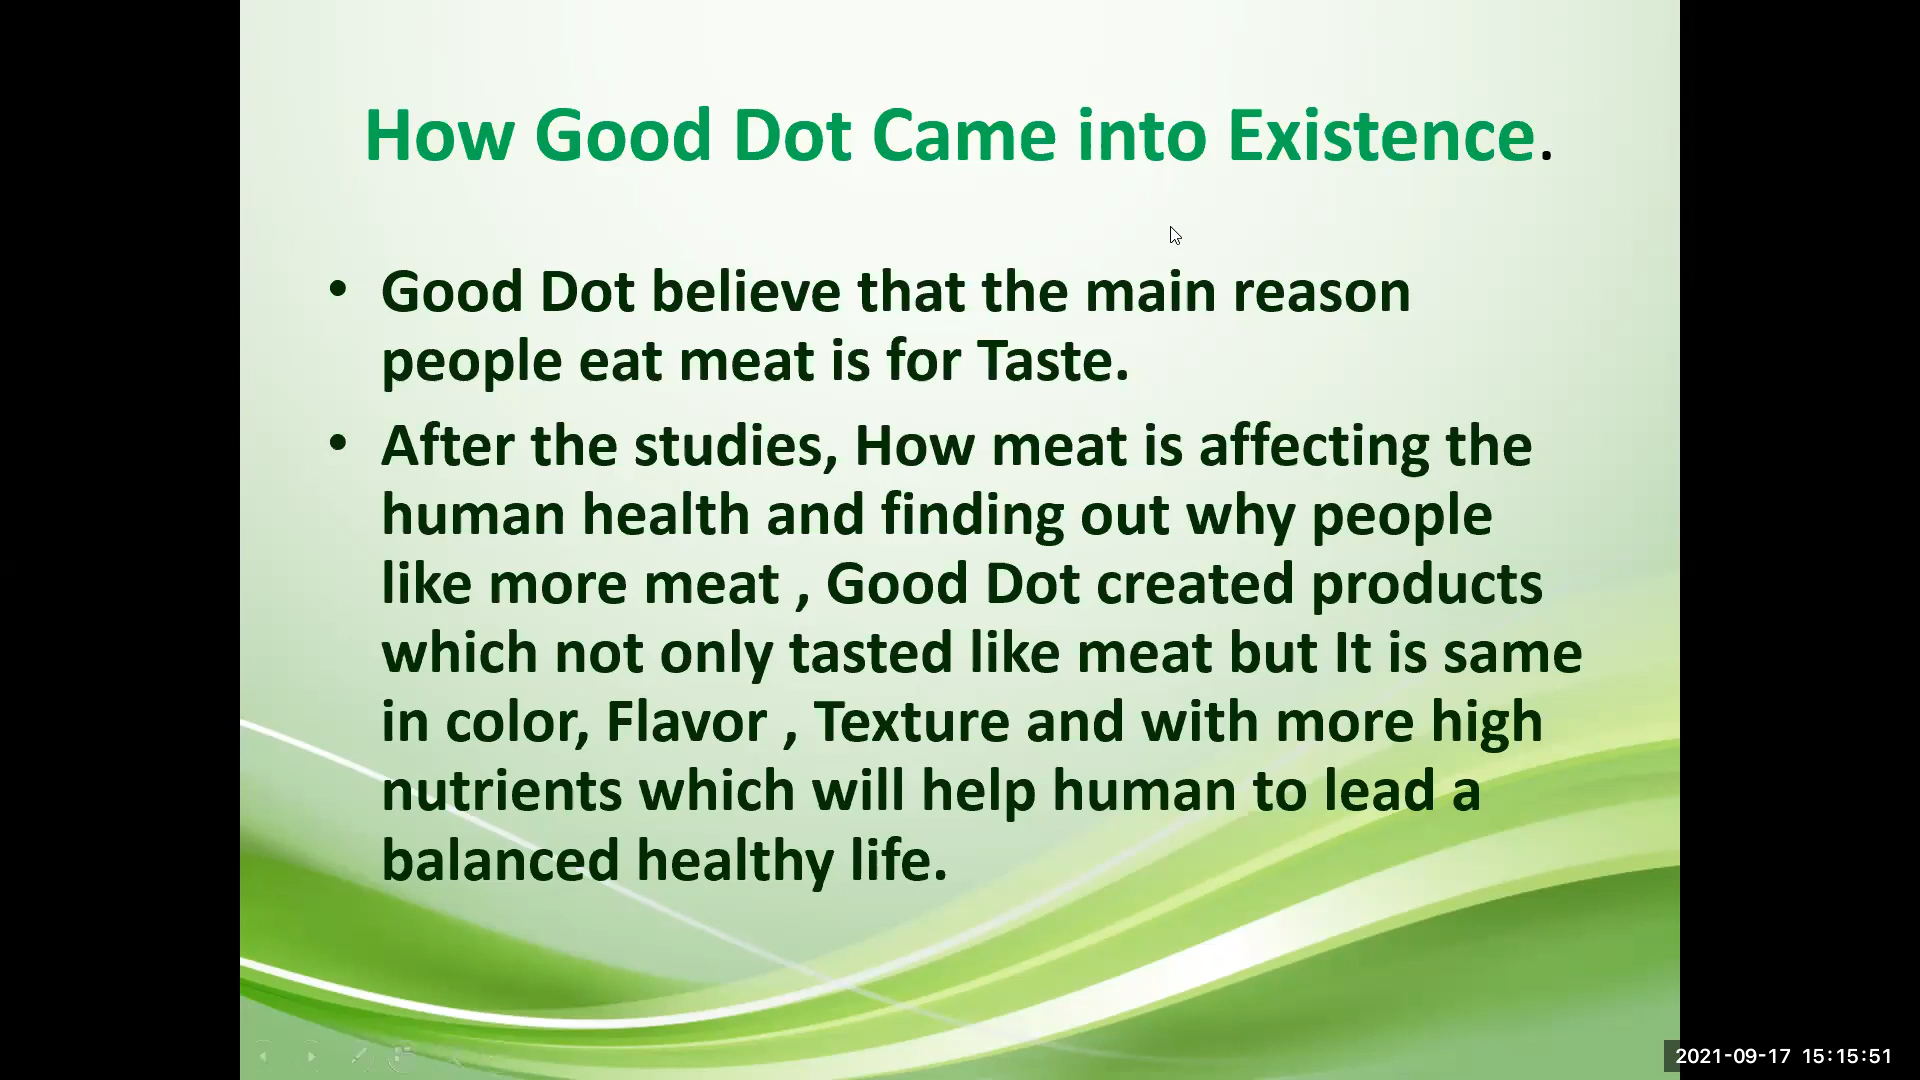 How Good Dot Came into Existence.
• Good Dot believe that the main reason
people eat meat is for Taste.
• After the studies, How meat is affecting the
human health and finding out why people
like more meat , Good Dot created products
which not only tasted like meat but It is same
in color, Flavor , Texture and with more high
nutrients which will help human to lead a
balanced healthy life.
2021-09-17 15:15:51